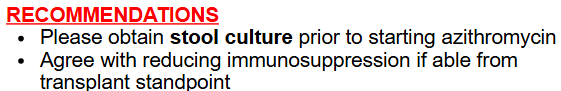 RECOMMENDATIONS
• Please obtain stool culture prior to starting azithromycin
• Agree with reducing immunosuppression if able from
transplant standpoint